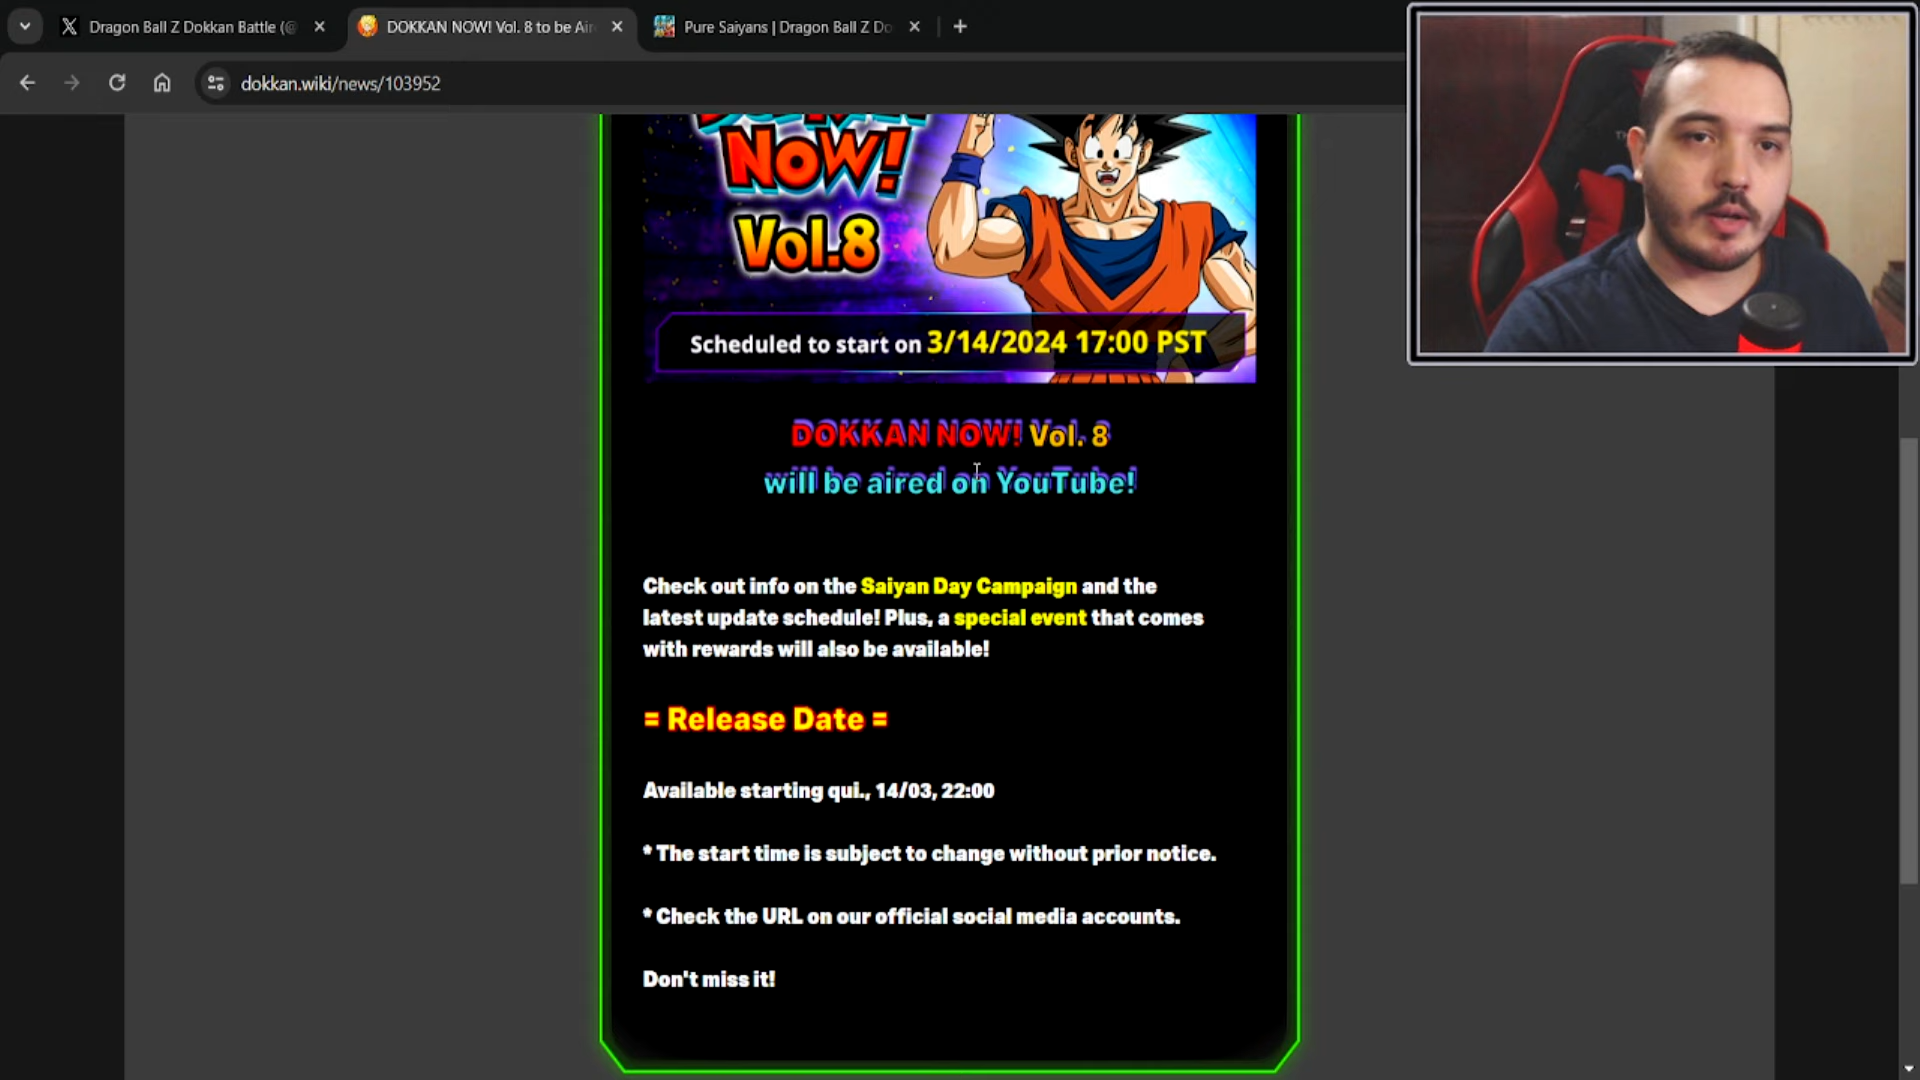 Dragon Ball Z Dokkan Battle (@
DOKKAN NOW! Vol. 8 to be Air
Pure Saiyans | Dragon Ball Z Do
dokkan.wiki/news/103952
NOW!
Vol.8
Scheduled to start on 3/14/2024 17:00 PST
DOKKAN NOW! Vol. 8
will be aired on YouTube!
Check out info on the Saiyan Day Campaign and the
latest update schedule! Plus, a special event that comes
with rewards will also be available!
= Release Date =
Available starting qui., 14/03, 22:00
* The start time is subject to change without prior notice.
* Check the URL on our official social media accounts.
Don't miss it!